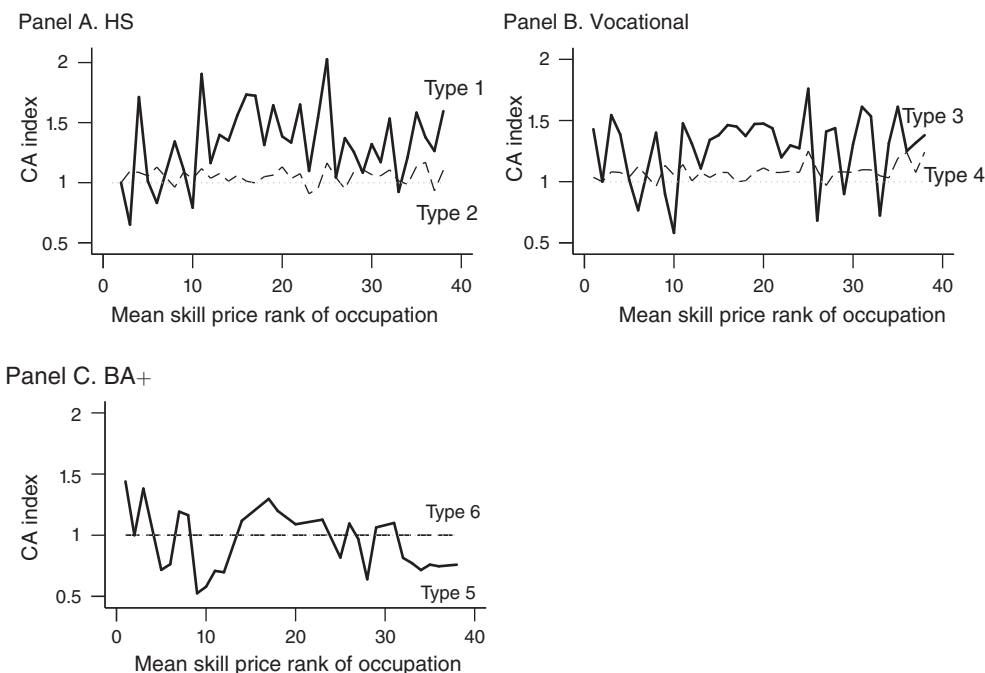 Panel A. HS
2
1.5
1
0.5
CA index
Type 1
Type 2
0 10 20 30 40
Mean skill price rank of occupation
Panel B. Vocational
2
1.5
1
0.5
CA index
Type 3
Type 4
0 10 20 30 40
Mean skill price rank of occupation
Panel C. BA+
2
1.5
1
0.5
CA index
Type 6
Type 5
0 10 20 30 40
Mean skill price rank of occupation